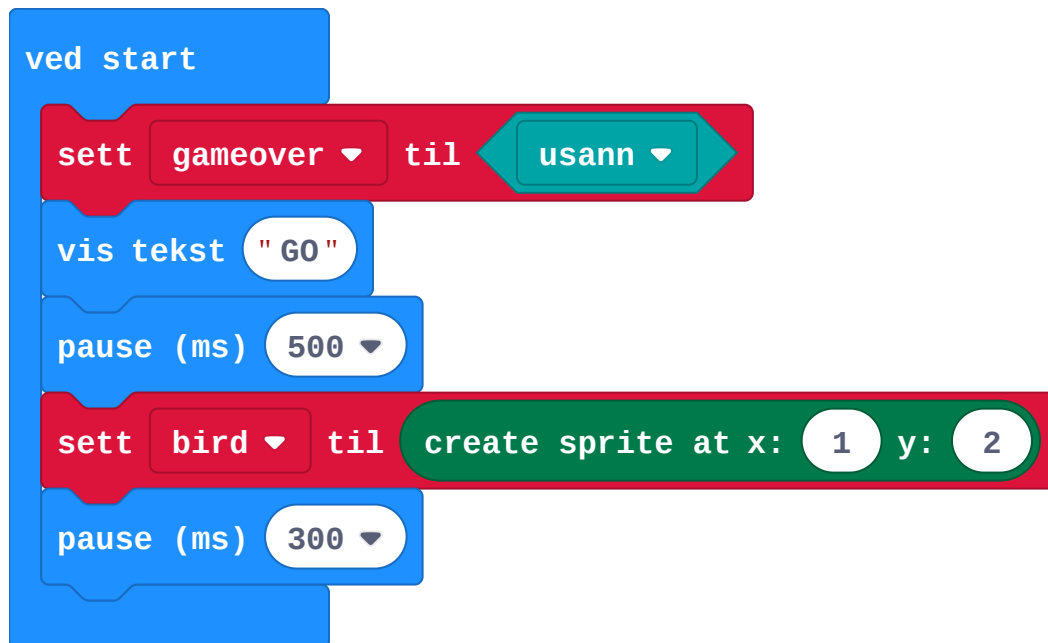 ved start
sett gameover til usann
vis tekst "GO"
pause (ms) 500
sett bird til create sprite at x: 1 y: 2
pause (ms) 300